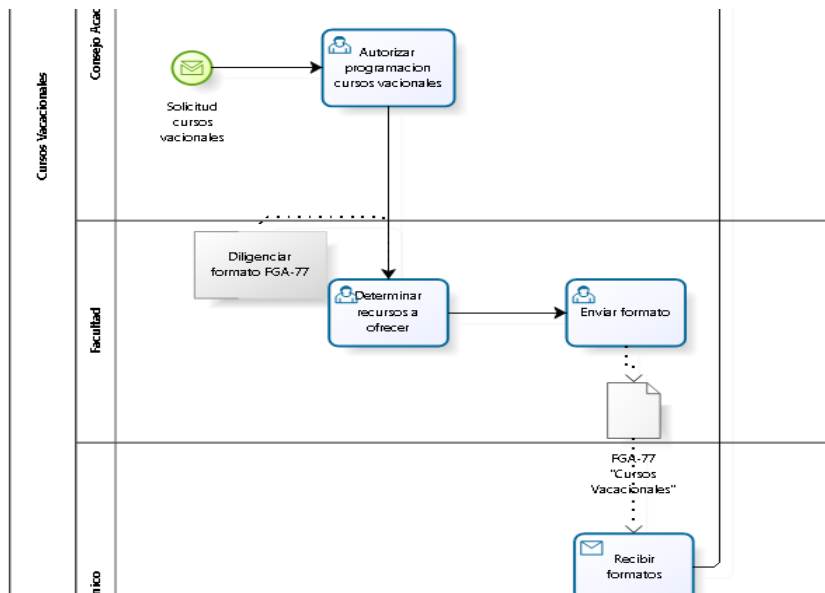 Cursos Vacacionales
Consejo Acac
Autorizar
programacion
cursos vacionales
Solicitud
cursos
vacionales
Facultad
Diligenciar
formato FGA-77
Determinar
recursos a
ofrecer
Enviar formato
FGA-77
"Cursos
Vacacionales"
nico
Recibir
formatos